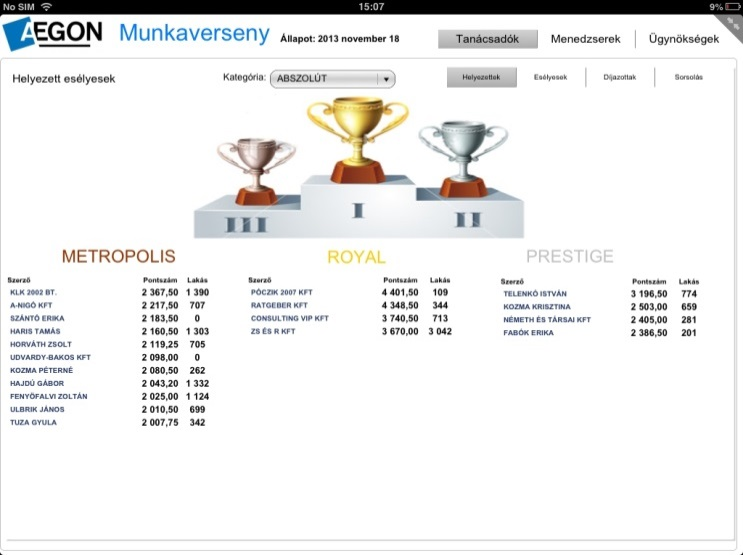 No SIM 15:07 9%
AEGON Munkaverseny Állapot: 2013 november 18 Tanácsadók Menedzserek Ügynökségek
Helyezett esélyesek Kategória: ABSZOLÚT Helyezettek Esélyesek Díjazottak Sorsolás
III I II
METROPOLIS
Szerző Pontszám Lakás
KLK 2002 BT. 2 367,50 1 390
A-NIGÓ KFT 2 217,50 707
SZÁNTÓ ERIKA 2 183,50 0
HARIS TAMÁS 2 160,50 1 303
HORVÁTH ZSOLT 2 119,25 705
UDVARDY-BAKOS KFT 2 098,00 0
KOZMA PÉTERNÉ 2 080,50 262
HAJDÚ GÁBOR 2 043,20 1 332
FENYŐFALVI ZOLTÁN 2 025,00 1 124
ULBRIK JÁNOS 2 010,50 699
TUZA GYULA 2 007,75 342
ROYAL
Szerző Pontszám Lakás
PÓCZIK 2007 KFT 4 401,50 109
RATGEBER KFT 4 348,50 344
CONSULTING VIP KFT 3 740,50 713
ZS ÉS R KFT 3 670,00 3 042
PRESTIGE
Szerző Pontszám Lakás
TELENKÓ ISTVÁN 3 196,50 774
KOZMA KRISZTINA 2 503,00 659
NÉMETH ÉS TÁRSAI KFT 2 405,00 281
FABÓK ERIKA 2 386,50 201